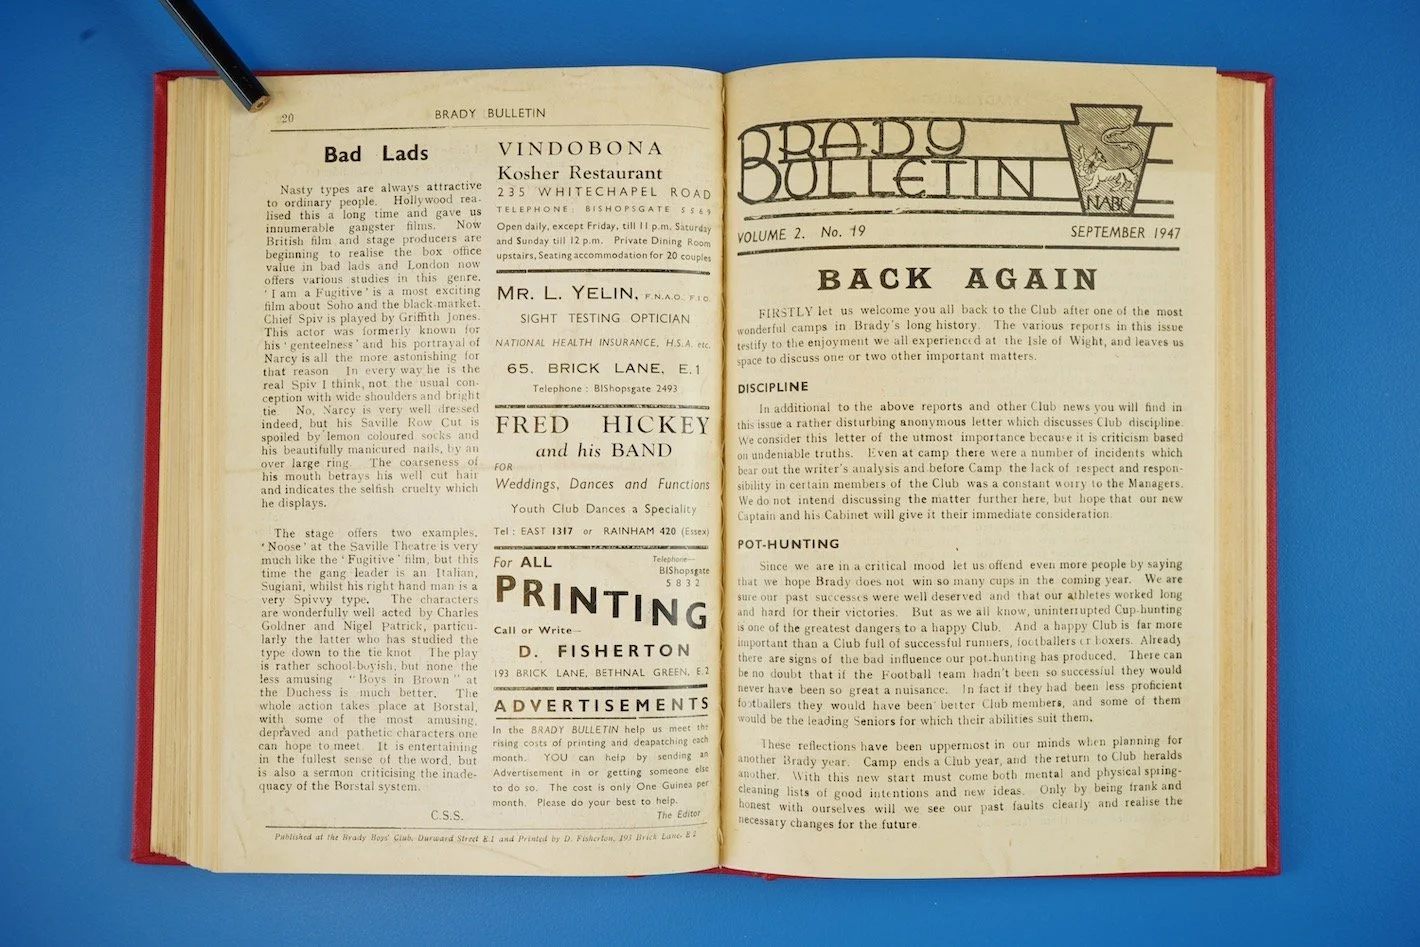 20
BRADY BULLETIN
Bad Lads
Nasty types are always attractive
to ordinary people. Hollywood rea-
lised this a long time and gave us
innumerable gangster films. Now
British film and stage producers are
beginning to realise the box office
value in bad lads and London now
offers various studies in this genre.
'I am a Fugitive' is a most exciting
film about Soho and the black-market.
Chief Spiv is played by Griffith Jones.
This actor was formerly known for
his 'genteelness' and his portrayal of
Narcy is all the more astonishing for
that reason In every way he is the
real Spiv I think, not the usual con-
ception with wide shoulders and bright
tie. No, Narcy is very well dressed
indeed, but his Saville Row Cut is
spoiled by lemon coloured socks and
his beautifully manicured nails, by an
over large ring. The coarseness of
his mouth betrays his well cut hair
and indicates the selfish cruelty which
he displays.
The stage offers two examples,
'Noose' at the Saville Theatre is very
much like the 'Fugitive' film, but this
time the gang leader is an Italian,
Sugiani, whilst his right hand man is a
very Spivvy type. The characters
are wonderfully well acted by Charles
Goldner and Nigel Patrick, particu-
larly the latter who has studied the
type down to the tie knot. The play
is rather school-boyish, but none the
less amusing "Boys in Brown" at
the Duchess is much better. The
whole action takes place at Borstal,
with some of the most amusing,
depraved and pathetic characters one
can hope to meet. It is entertaining
in the fullest sense of the word, but
is also a sermon criticising the inade-
quacy of the Borstal system.
C.S.S.
VINDOBONA
Kosher Restaurant
235 WHITECHAPEL ROAD
TELEPHONE: BISHOPSGATE 5569
Open daily, except Friday, till 11 p.m. Saturday
and Sunday till 12 p.m. Private Dining Room
upstairs, Seating accommodation for 20 couples
MR. L. YELIN, F.N.A.O., F.I.O.
SIGHT TESTING OPTICIAN
NATIONAL HEALTH INSURANCE, H.S.A. etc.
65, BRICK LANE, E.1
Telephone: BIShopsgate 2493
FRED HICKEY
and his BAND
FOR
Weddings, Dances and Functions
Youth Club Dances a Speciality
Tel: EAST 1317 or RAINHAM 420 (Essex)
For ALL
Telephone—
BIShopsgate
5832
PRINTING
Call or Write—
D. FISHERTON
193 BRICK LANE, BETHNAL GREEN, E.2
ADVERTISEMENTS
In the BRADY BULLETIN help us meet the
rising costs of printing and deapatching each
month. YOU can help by sending an
Advertisement in or getting someone else
to do so. The cost is only One Guinea per
month. Please do your best to help.
The Editor
Published at the Brady Boys' Club, Durward Street E.1 and Printed by D. Fisherton, 193 Brick Lane, E 2
BRADY
BULLETIN
NABC
VOLUME 2. No. 19
SEPTEMBER 1947
BACK AGAIN
FIRSTLY let us welcome you all back to the Club after one of the most
wonderful camps in Brady's long history. The various reports in this issue
testify to the enjoyment we all experienced at the Isle of Wight, and leaves us
space to discuss one or two other important matters.
DISCIPLINE
In additional to the above reports and other Club news you will find in
this issue a rather disturbing anonymous letter which discusses Club discipline.
We consider this letter of the utmost importance because it is criticism based
on undeniable truths. Even at camp there were a number of incidents which
bear out the writer's analysis and before Camp the lack of respect and respon-
sibility in certain members of the Club was a constant worry to the Managers.
We do not intend discussing the matter further here, but hope that our new
Captain and his Cabinet will give it their immediate consideration.
POT-HUNTING
Since we are in a critical mood let us offend even more people by saying
that we hope Brady does not win so many cups in the coming year. We are
sure our past successes were well deserved and that our athletes worked long
and hard for their victories. But as we all know, uninterrupted Cup-hunting
is one of the greatest dangers to a happy Club. And a happy Club is far more
important than a Club full of successful runners, footballers or boxers. Already
there are signs of the bad influence our pot-hunting has produced. There can
be no doubt that if the Football team hadn't been so successful they would
never have been so great a nuisance. In fact if they had been less proficient
footballers they would have been better Club members, and some of them
would be the leading Seniors for which their abilities suit them.
These reflections have been uppermost in our minds when planning for
another Brady year. Camp ends a Club year, and the return to Club heralds
another. With this new start must come both mental and physical spring-
cleaning lists of good intentions and new ideas. Only by being frank and
honest with ourselves will we see our past faults clearly and realise the
necessary changes for the future.